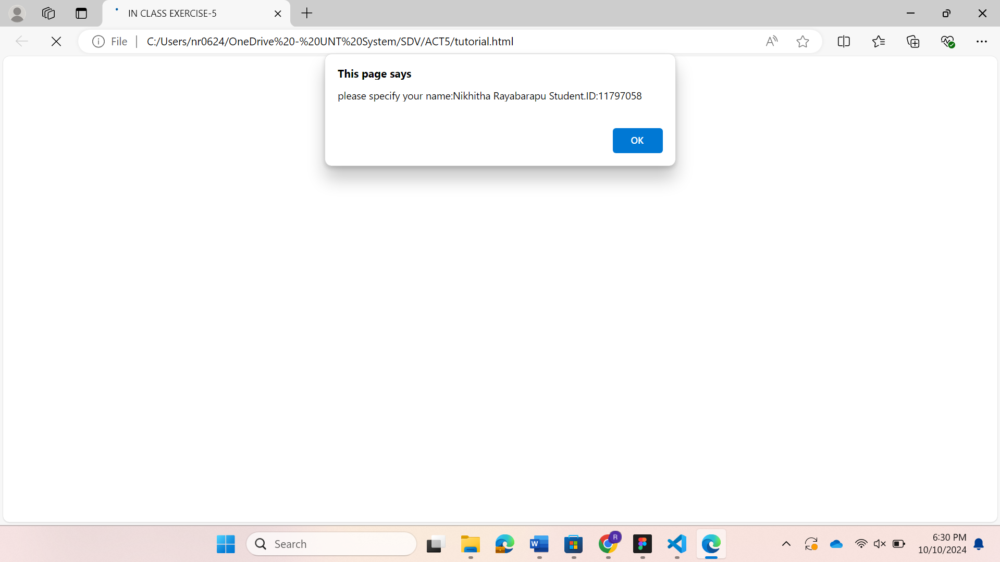 IN CLASS EXERCISE-5
File
C:/Users/nr0624/OneDrive%20-%20UNT%20System/SDV/ACT5/tutorial.html
This page says
please specify your name:Nikhitha Rayabarapu Student.ID:11797058
OK
Search
R
6:30 PM
10/10/2024